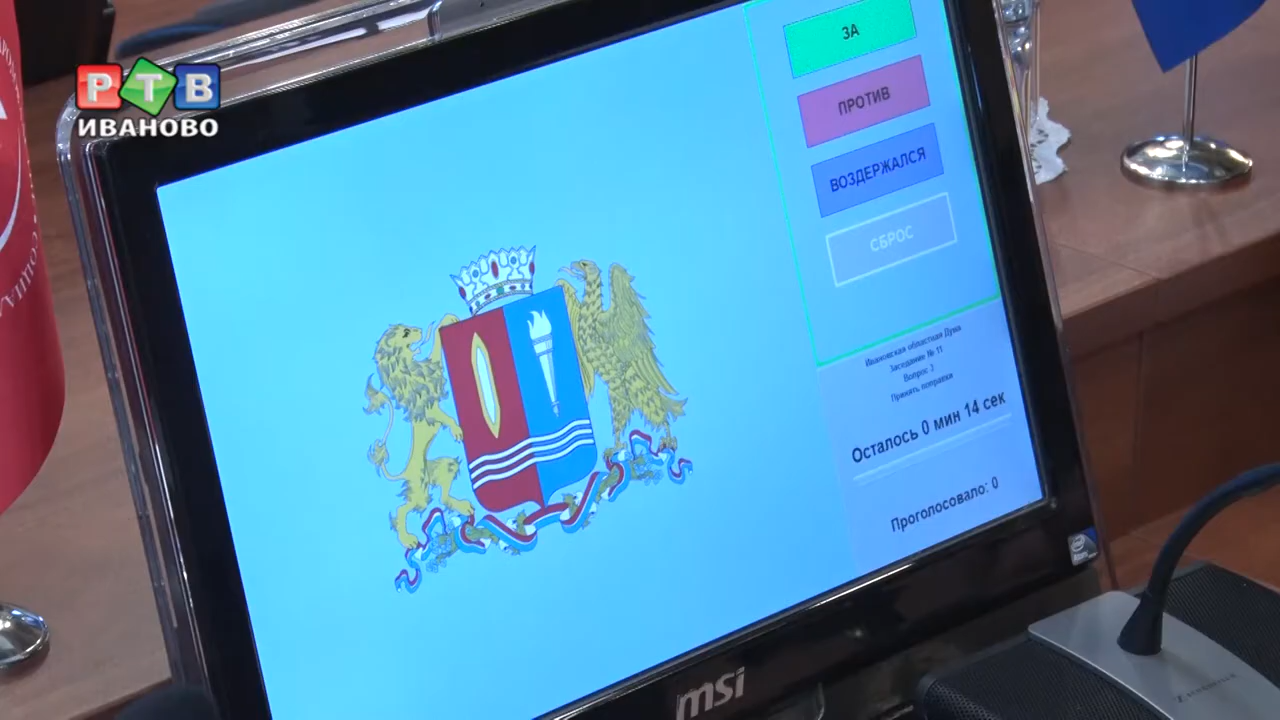 РТВ
ИВАНОВО
ЗА
ПРОТИВ
ВОЗДЕРЖАЛСЯ
СБРОС
Ивановская областная Дума
Заседание № 11
Вопрос
Принять поправки
Осталось 0 мин 14 сек
Проголосовало: 0
msi